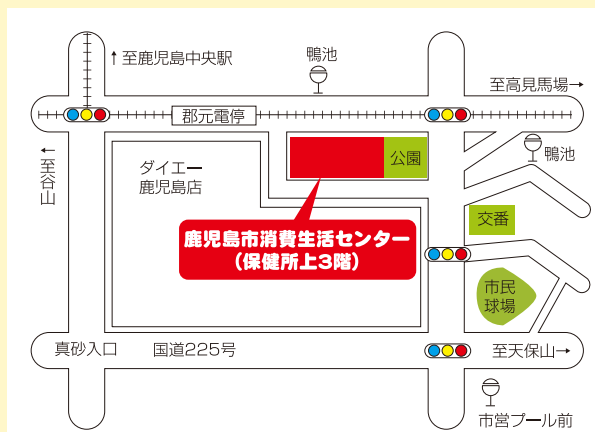 ↑至鹿児島中央駅
鴨池
至高見馬場→
郡元電停
←至谷山
ダイエー
鹿児島店
公園
鴨池
鹿児島市消費生活センター
（保健所上3階）
交番
市民
球場
真砂入口
国道225号
至天保山→
市営プール前